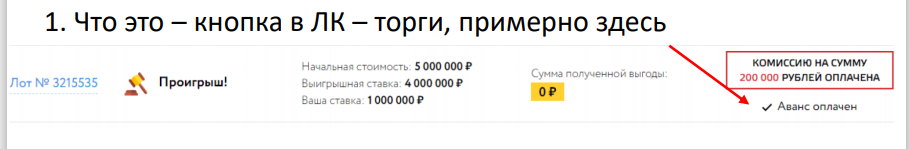 1. Что это – кнопка в ЛК – торги, примерно здесь
Лот № 3215535
Проигрыш!
Начальная стоимость: 5 000 000 ₽
Выигрышная ставка: 4 000 000 ₽
Ваша ставка: 1 000 000 ₽
Сумма полученной выгоды:
0 ₽
КОМИССИЮ НА СУММУ
200 000 РУБЛЕЙ ОПЛАЧЕНА
Аванс оплачен